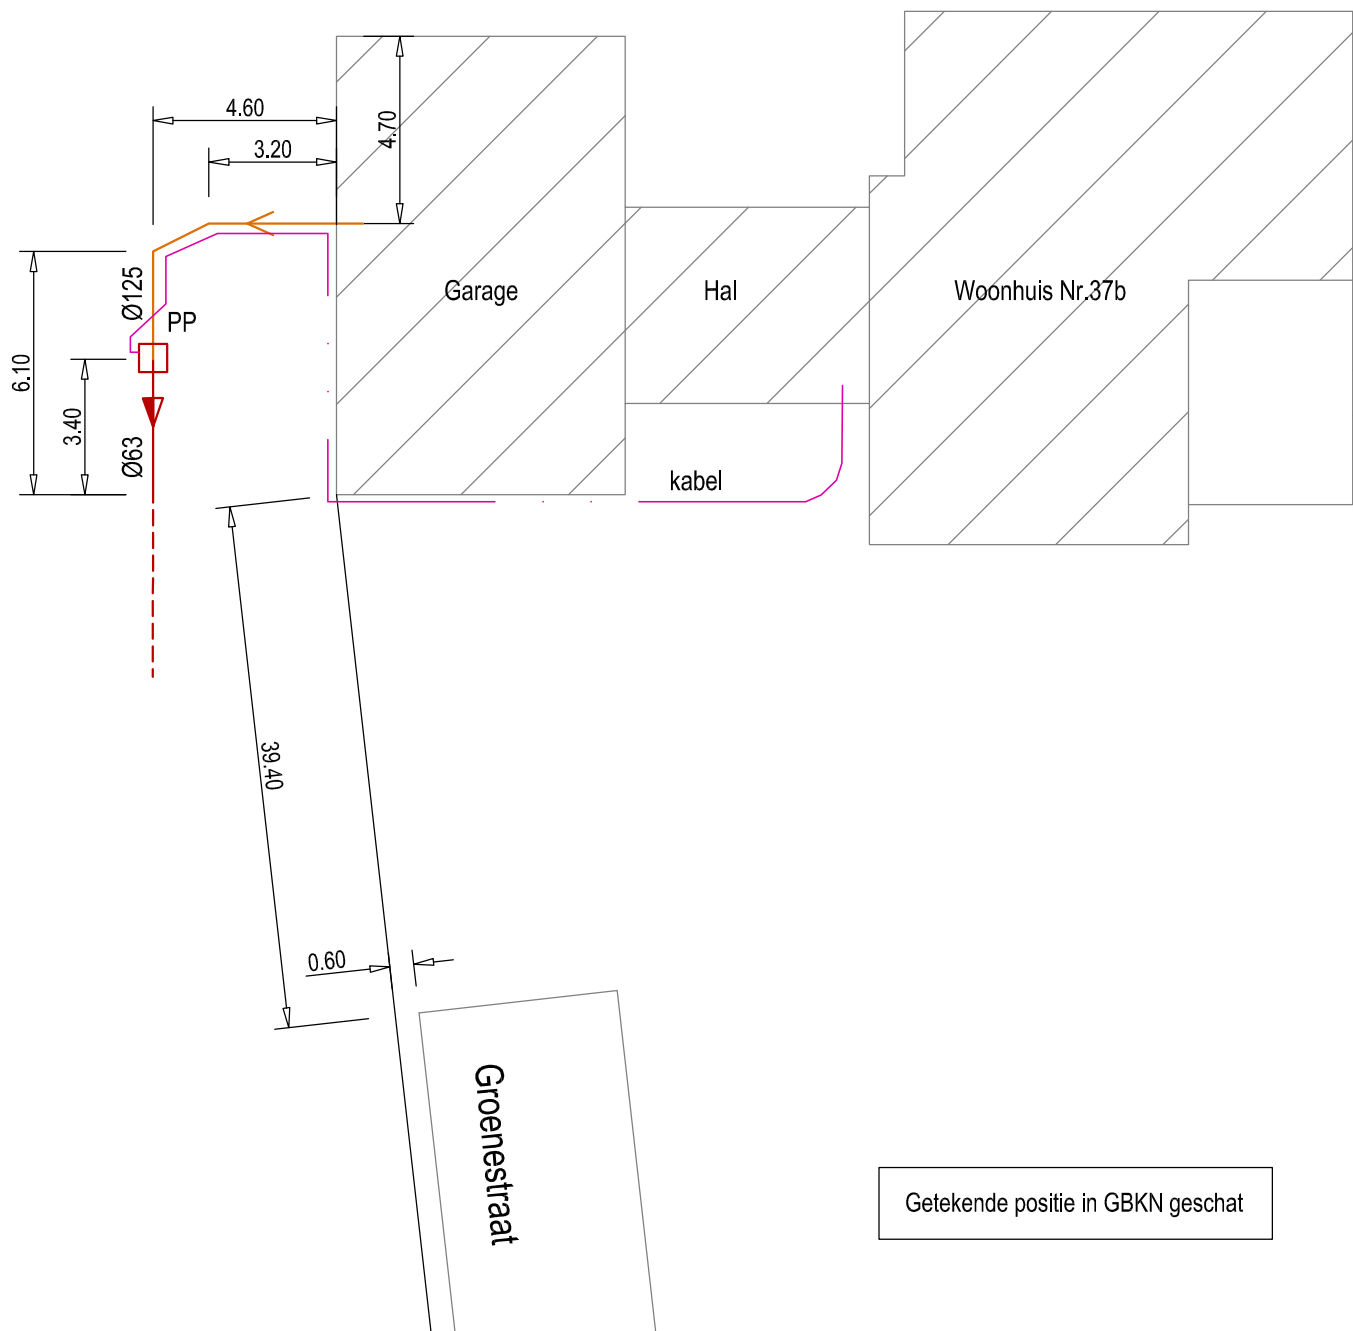 4.60
4.70
3.20
Ø125
PP
Garage
Hal
Woonhuis Nr.37b
6.10
3.40
Ø63
kabel
39.40
0.60
Groenestraat
Getekende positie in GBKN geschat